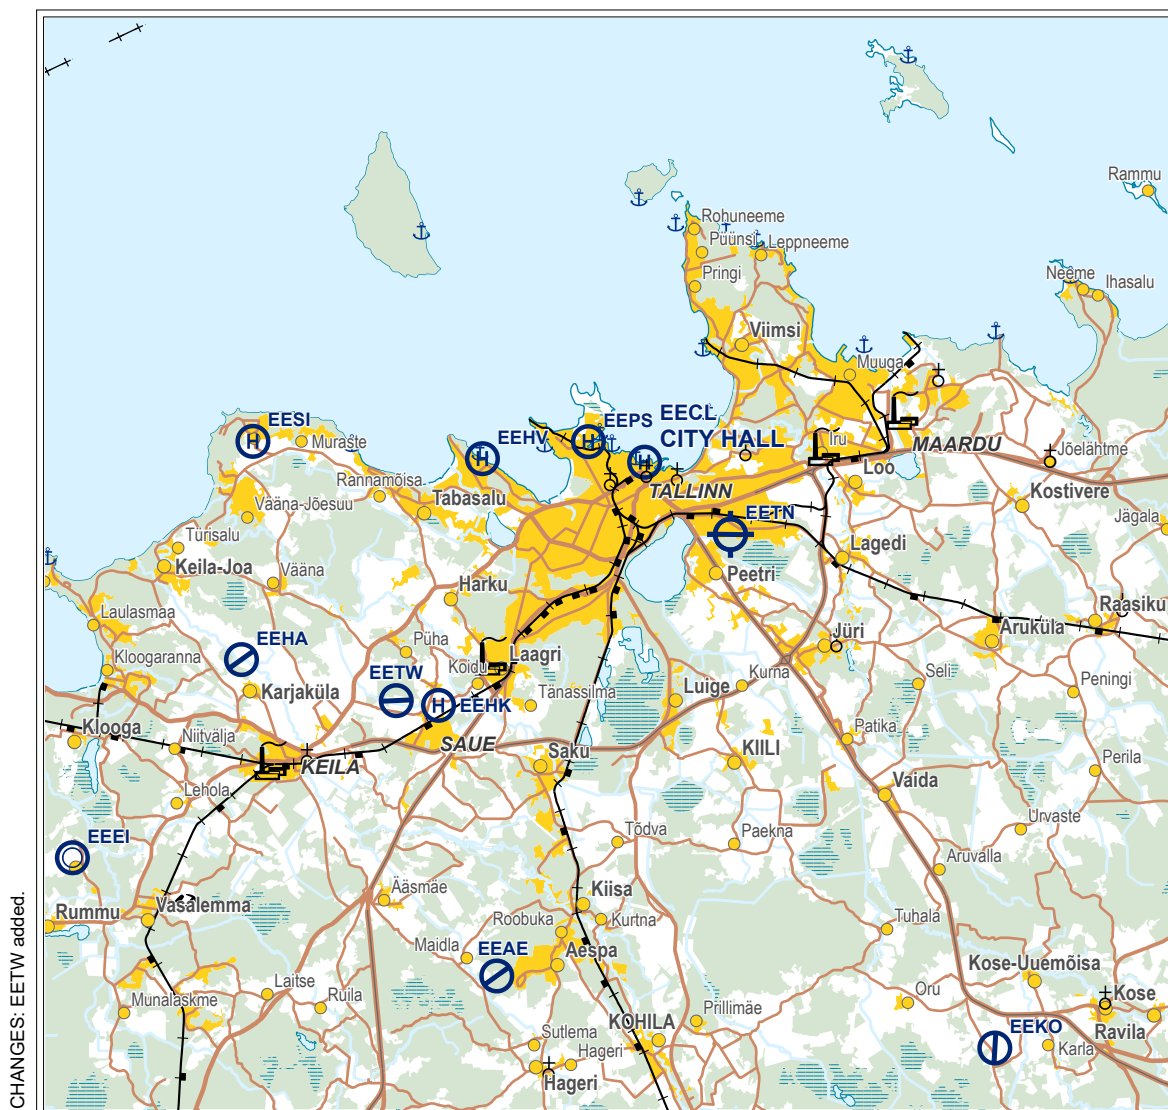 Rammu
Rohuneeme
Püünsi
Leppneeme
Pringi
Neeme
Ihasalu
Viimsi
Muuga
EESI
EEHV
EEPS
EECL
CITY HALL
Muraste
Iru
MAARDU
Jõelähtme
Loo
Rannamõisa
Tabasalu
TALLINN
Kostivere
Vääna-Jõesuu
EETN
Jägala
Türisalu
Lagedi
Keila-Joa
Vääna
Harku
Peetri
Laulasmaa
Raasiku
Püha
Jüri
Aruküla
EEHA
Laagri
Kloogaranna
Koidu
EETW
Kurna
Seli
Karjaküla
Tänassilma
Luige
Peningi
EEHK
Klooga
Niitvälja
SAUE
Saku
KIILI
Patika
KEILA
Perila
Lehola
Vaida
EEEI
Tõdva
Paekna
Urvaste
Aruvalla
Ääsmäe
Kiisa
Rummu
Vasalemma
Roobuka
Kurtna
Tuhala
Maidla
EEAE
Aespa
Kose-Uuemõisa
Laitse
Munalaskme
Ruila
Prillimäe
Oru
Kose
KOHILA
EEKO
Ravila
Sutlema
Hageri
Karla
Hageri
CHANGES: EETW added.